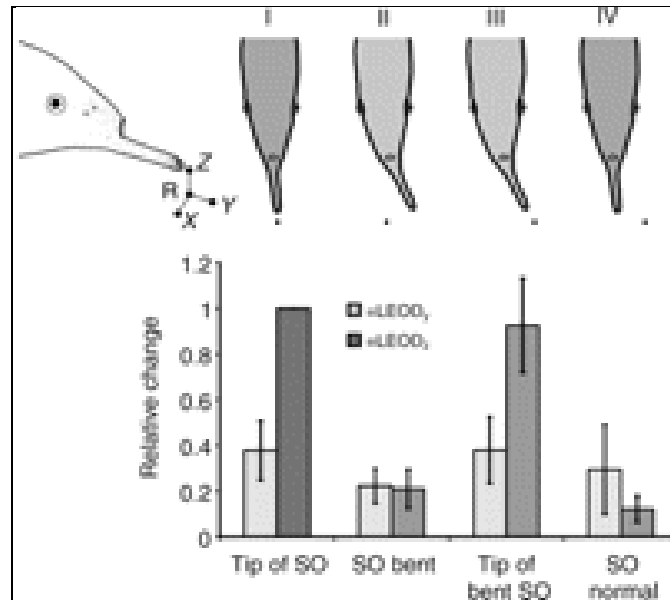 I II III IV
Z
R
Y
X
1.2
1
0.8
0.6
0.4
0.2
0
Relative change
Tip of SO SO bent Tip of bent SO SO normal